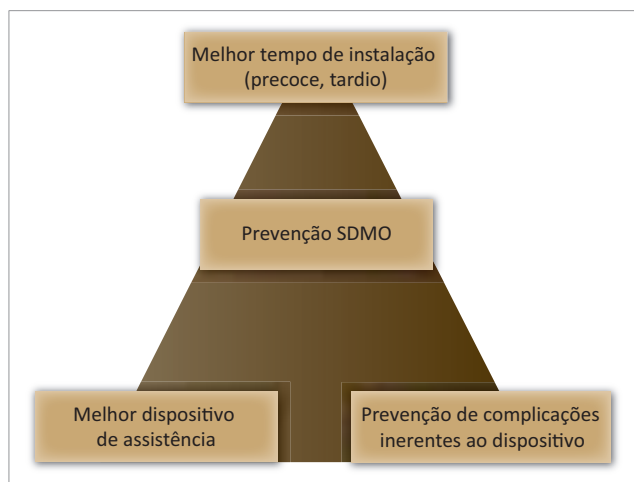 Melhor tempo de instalação
(precoce, tardio)
Prevenção SDMO
Melhor dispositivo
de assistência
Prevenção de complicações
inerentes ao dispositivo